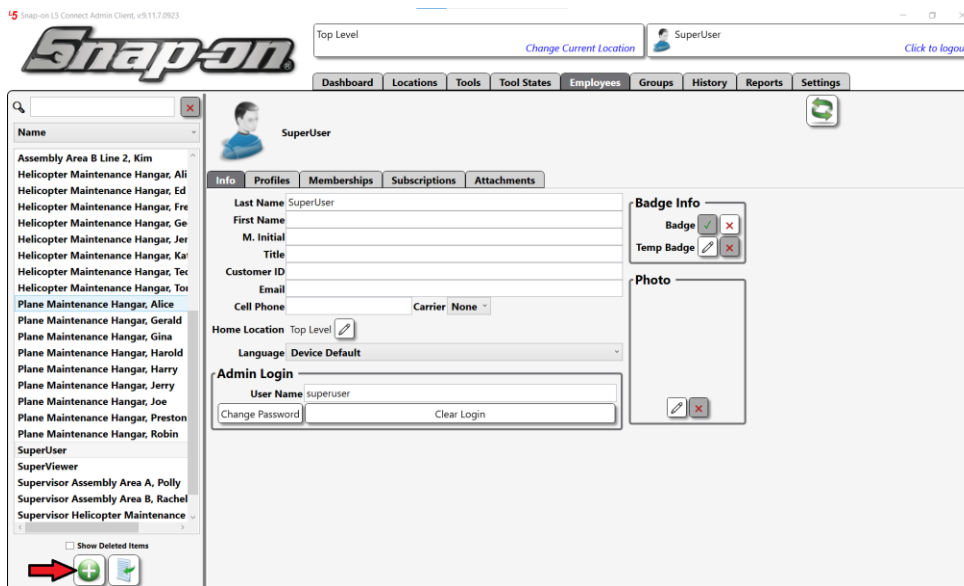 L5 Snap-on L5 Connect Admin Client, v:9.11.7.0923
Snap-on
Top Level
Change Current Location
SuperUser
Click to logou
Dashboard Locations Tools Tool States Employees Groups History Reports Settings
Name
Assembly Area B Line 2, Kim
Helicopter Maintenance Hangar, Ali
Helicopter Maintenance Hangar, Ed
Helicopter Maintenance Hangar, Fre
Helicopter Maintenance Hangar, Ge
Helicopter Maintenance Hangar, Jer
Helicopter Maintenance Hangar, Ka
Helicopter Maintenance Hangar, Tec
Helicopter Maintenance Hangar, To
Plane Maintenance Hangar, Alice
Plane Maintenance Hangar, Gerald
Plane Maintenance Hangar, Gina
Plane Maintenance Hangar, Harold
Plane Maintenance Hangar, Harry
Plane Maintenance Hangar, Jerry
Plane Maintenance Hangar, Joe
Plane Maintenance Hangar, Preston
Plane Maintenance Hangar, Robin
SuperUser
SuperViewer
Supervisor Assembly Area A, Polly
Supervisor Assembly Area B, Rachel
Supervisor Helicopter Maintenance
Show Deleted Items
SuperUser
Info Profiles Memberships Subscriptions Attachments
Last Name SuperUser
First Name
M. Initial
Title
Customer ID
Email
Cell Phone Carrier None
Home Location Top Level
Language Device Default
Admin Login
User Name superuser
Change Password Clear Login
Badge Info
Badge
Temp Badge
Photo